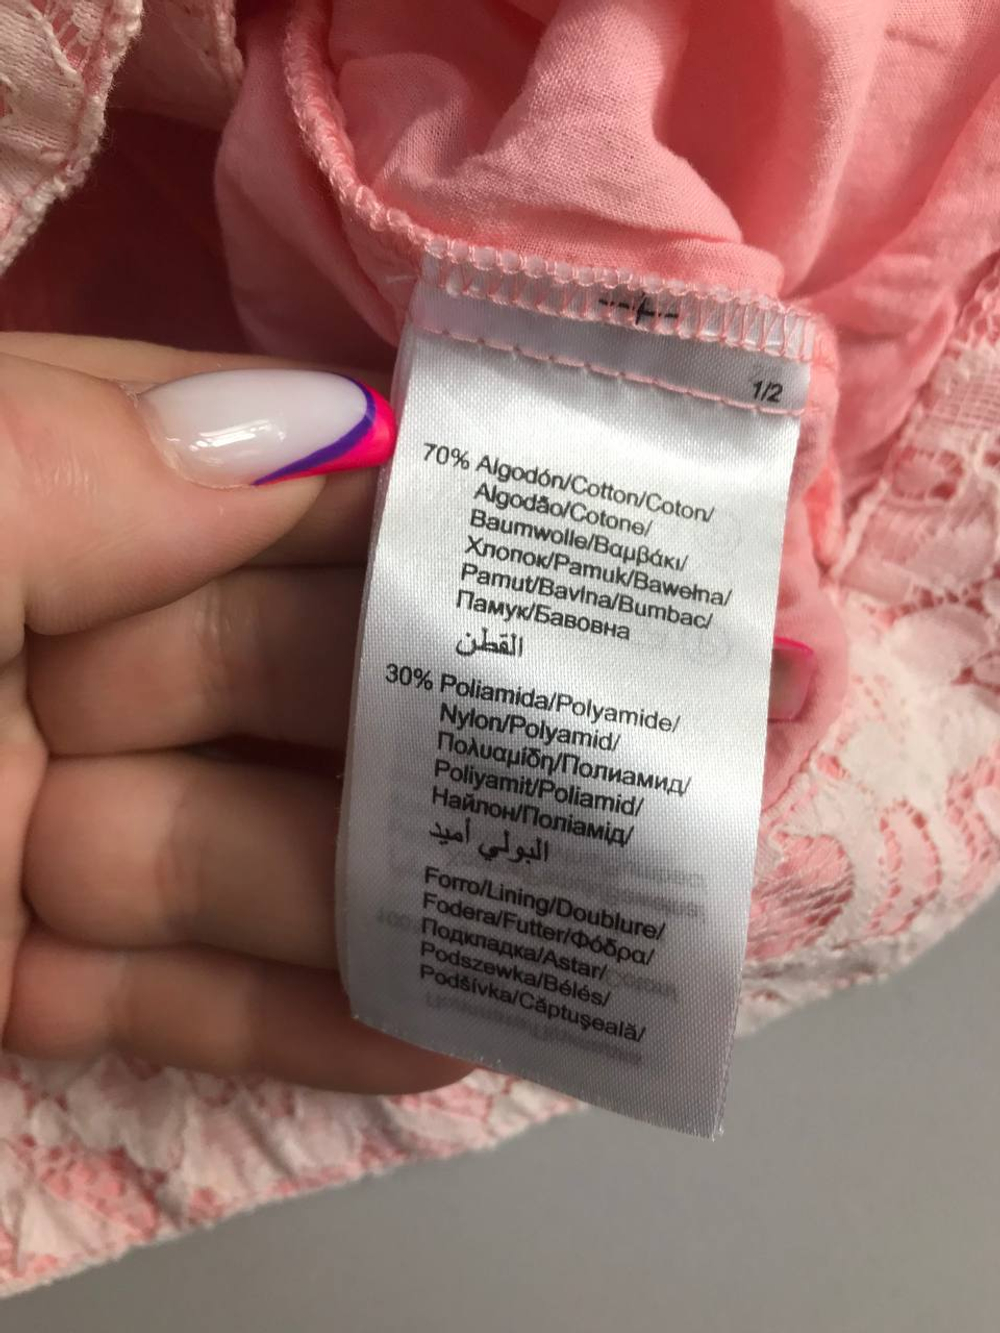 1/2
70% Algodón/Cotton/Coton/
Algodão/Cotone/
Baumwolle/Βαμβάκι/
Хлопок/Pamuk/Bawełna/
Pamut/Bavlna/Bumbac/
Памук/Бавовна
القطن
30% Poliamida/Polyamide/
Nylon/Polyamid/
Πολυαμίδη/Полиамид/
Poliyamit/Poliamid/
Найлон/Поліамід/
البولي أميد
Forro/Lining/Doublure/
Fodera/Futter/Φόδρα/
Подкладка/Astar/
Podszewka/Bélés/
Podšívka/Căptuşeală/